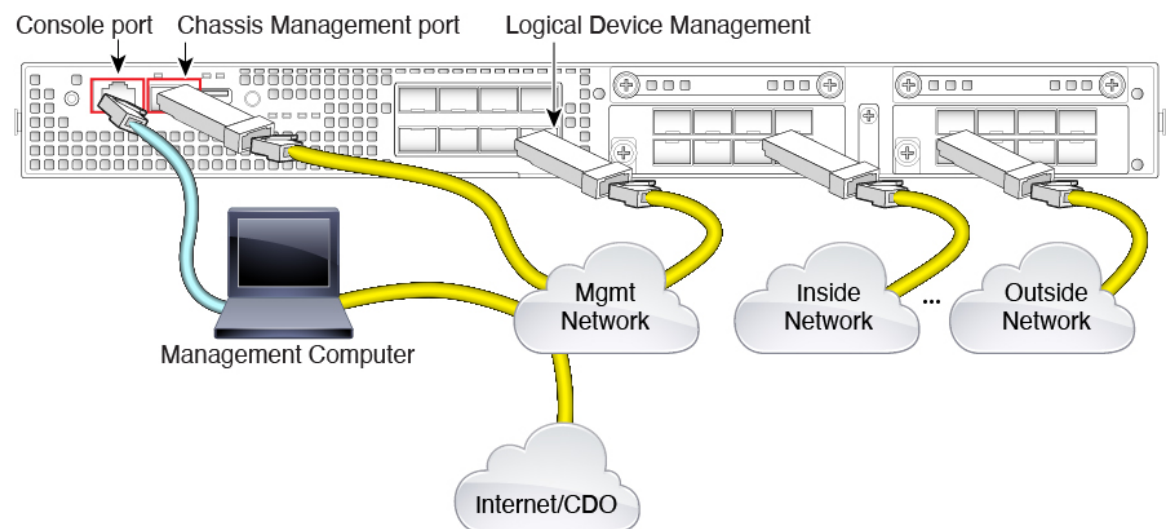 Console port
Chassis Management port
Logical Device Management
Mgmt
Network
Inside
Network
...
Outside
Network
Management Computer
Internet/CDO